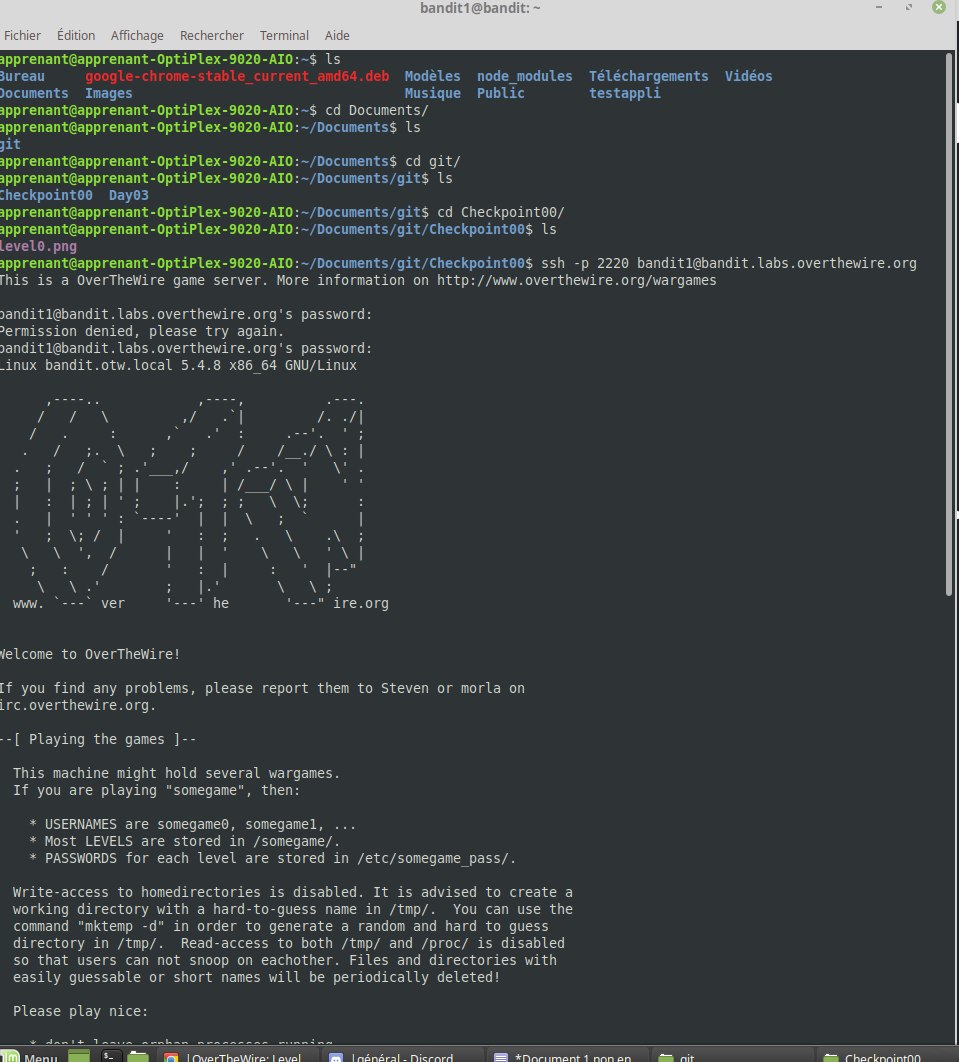 bandit1@bandit: ~
Fichier Édition Affichage Rechercher Terminal Aide
apprenant@apprenant-OptiPlex-9020-AIO:~$ ls
Bureau google-chrome-stable_current_amd64.deb Modèles node_modules Téléchargements Vidéos
Documents Images Musique Public testappli
apprenant@apprenant-OptiPlex-9020-AIO:~$ cd Documents/
apprenant@apprenant-OptiPlex-9020-AIO:~/Documents$ ls
git
apprenant@apprenant-OptiPlex-9020-AIO:~/Documents$ cd git/
apprenant@apprenant-OptiPlex-9020-AIO:~/Documents/git$ ls
Checkpoint00 Day03
apprenant@apprenant-OptiPlex-9020-AIO:~/Documents/git$ cd Checkpoint00/
apprenant@apprenant-OptiPlex-9020-AIO:~/Documents/git/Checkpoint00$ ls
level0.png
apprenant@apprenant-OptiPlex-9020-AIO:~/Documents/git/Checkpoint00$ ssh -p 2220 bandit1@bandit.labs.overthewire.org
This is a OverTheWire game server. More information on http://www.overthewire.org/wargames
bandit1@bandit.labs.overthewire.org's password:
Permission denied, please try again.
bandit1@bandit.labs.overthewire.org's password:
Linux bandit.otw.local 5.4.8 x86_64 GNU/Linux
www. `---` ver '---' he '---" ire.org
Welcome to OverTheWire!
If you find any problems, please report them to Steven or morla on
irc.overthewire.org.
--[ Playing the games ]--
This machine might hold several wargames.
If you are playing "somegame", then:
* USERNAMES are somegame0, somegame1, ...
* Most LEVELS are stored in /somegame/.
* PASSWORDS for each level are stored in /etc/somegame_pass/.
Write-access to homedirectories is disabled. It is advised to create a
working directory with a hard-to-guess name in /tmp/. You can use the
command "mktemp -d" in order to generate a random and hard to guess
directory in /tmp/. Read-access to both /tmp/ and /proc/ is disabled
so that users can not snoop on eachother. Files and directories with
easily guessable or short names will be periodically deleted!
Please play nice:
* don't leave orphan processes running
Menu |OverTheWire: Level |général - Discord *Document 1 non en git Checkpoint00